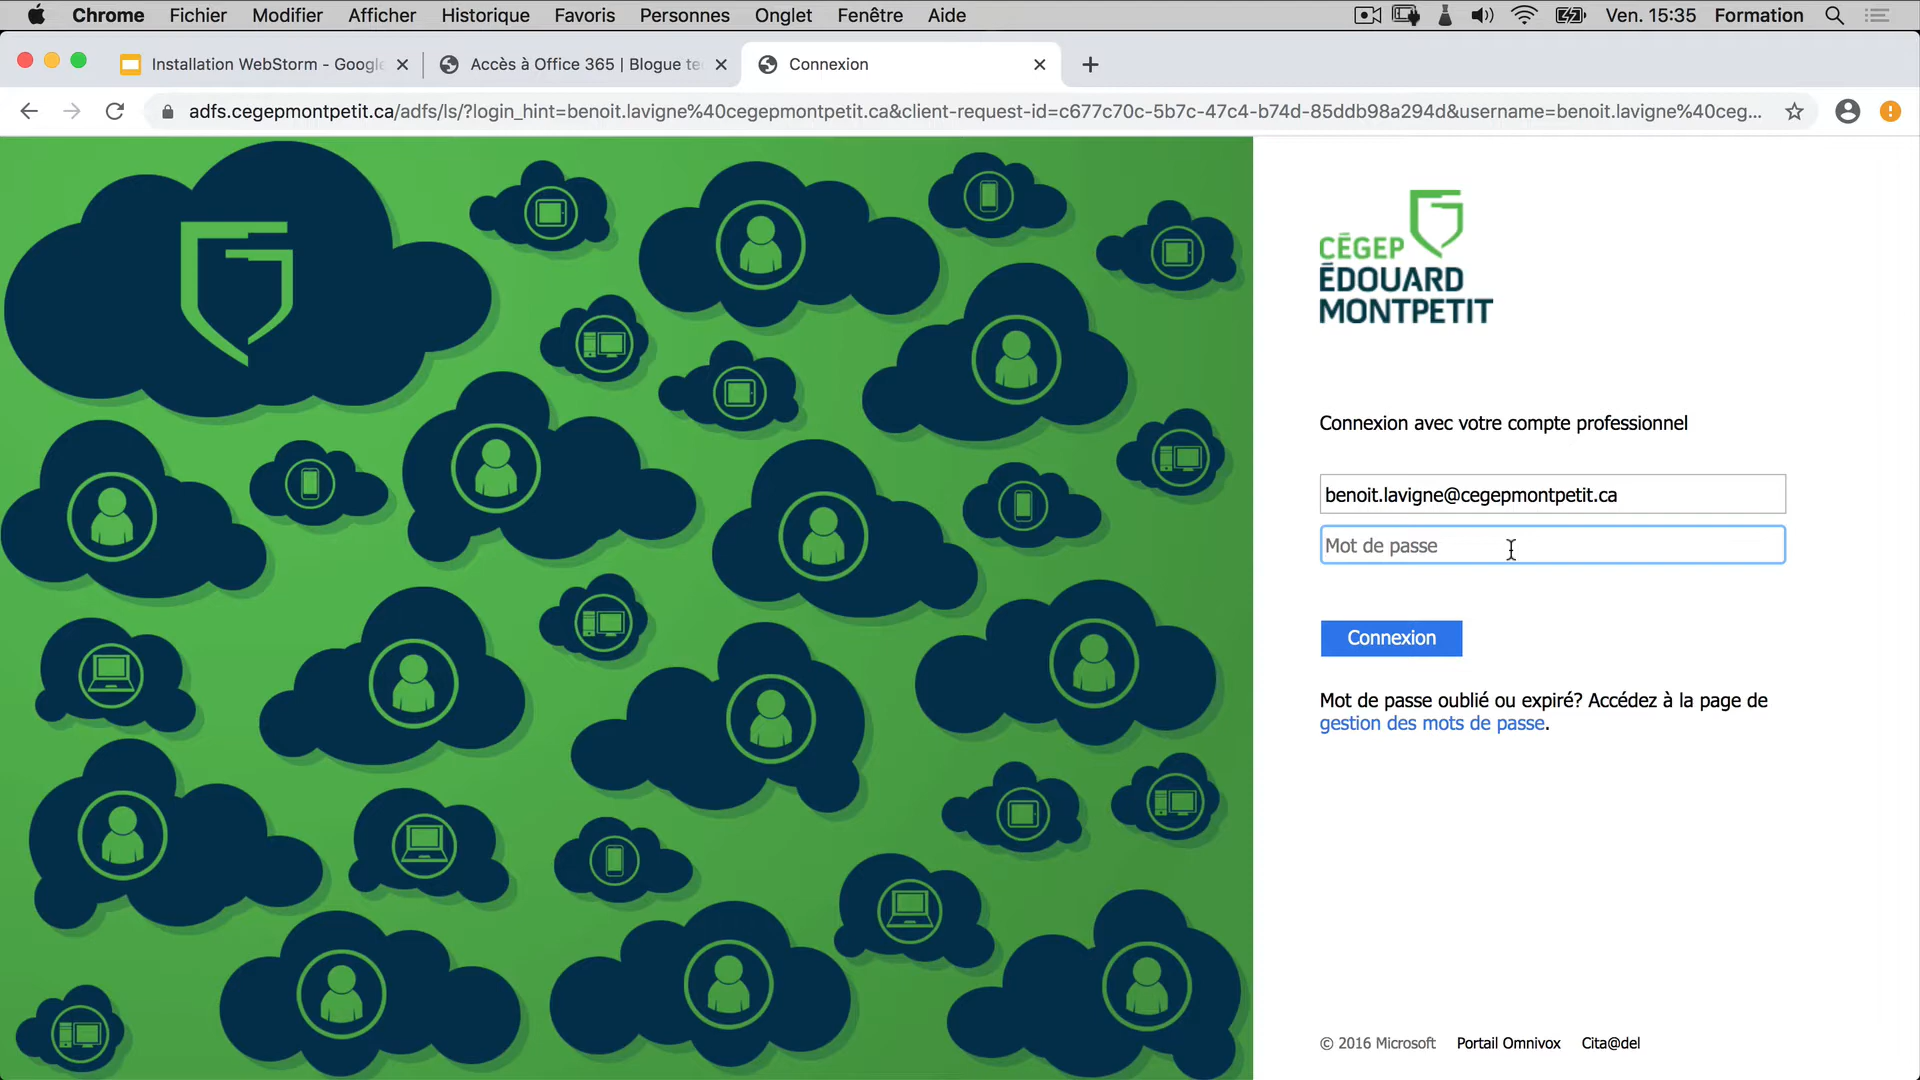 Chrome Fichier Modifier Afficher Historique Favoris Personnes Onglet Fenêtre Aide Ven. 15:35 Formation
Installation WebStorm - Google Accès à Office 365 | Blogue te Connexion
adfs.cegepmontpetit.ca/adfs/ls/?login_hint=benoit.lavigne%40cegepmontpetit.ca&client-request-id=c677c70c-5b7c-47c4-b74d-85ddb98a294d&username=benoit.lavigne%40ceg...
CÉGEP
ÉDOUARD
MONTPETIT
Connexion avec votre compte professionnel
benoit.lavigne@cegepmontpetit.ca
Mot de passe
Connexion
Mot de passe oublié ou expiré? Accédez à la page de
gestion des mots de passe.
© 2016 Microsoft Portail Omnivox Cita@del